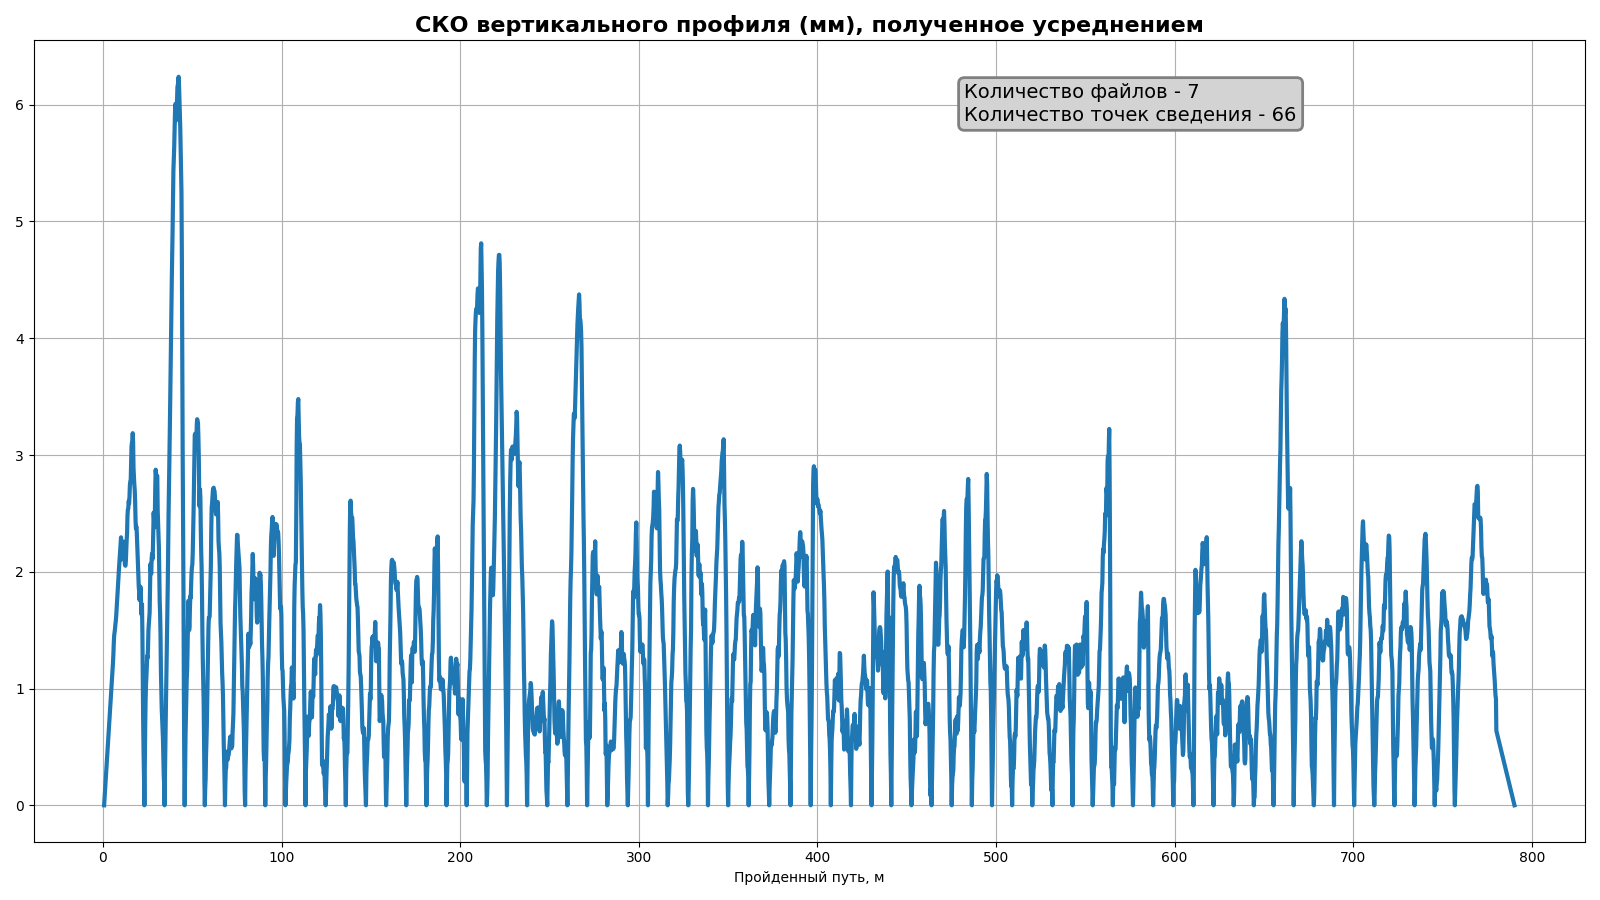 СКО вертикального профиля (мм), полученное усреднением
Количество файлов - 7
Количество точек сведения - 66
6
5
4
3
2
1
0
0 100 200 300 400 500 600 700 800
Пройденный путь, м